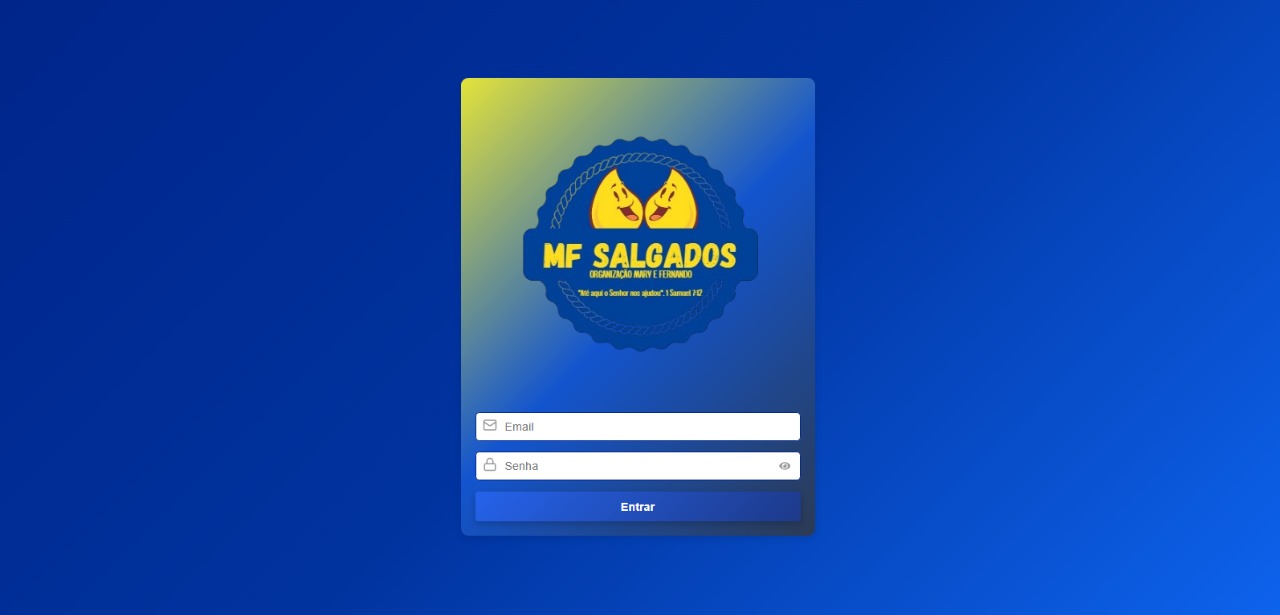 MF SALGADOS
ORGANIZAÇÃO MARY E FERNANDO
"Até aqui o Senhor nos ajudou". 1 Samuel 7:12
Email
Senha
Entrar